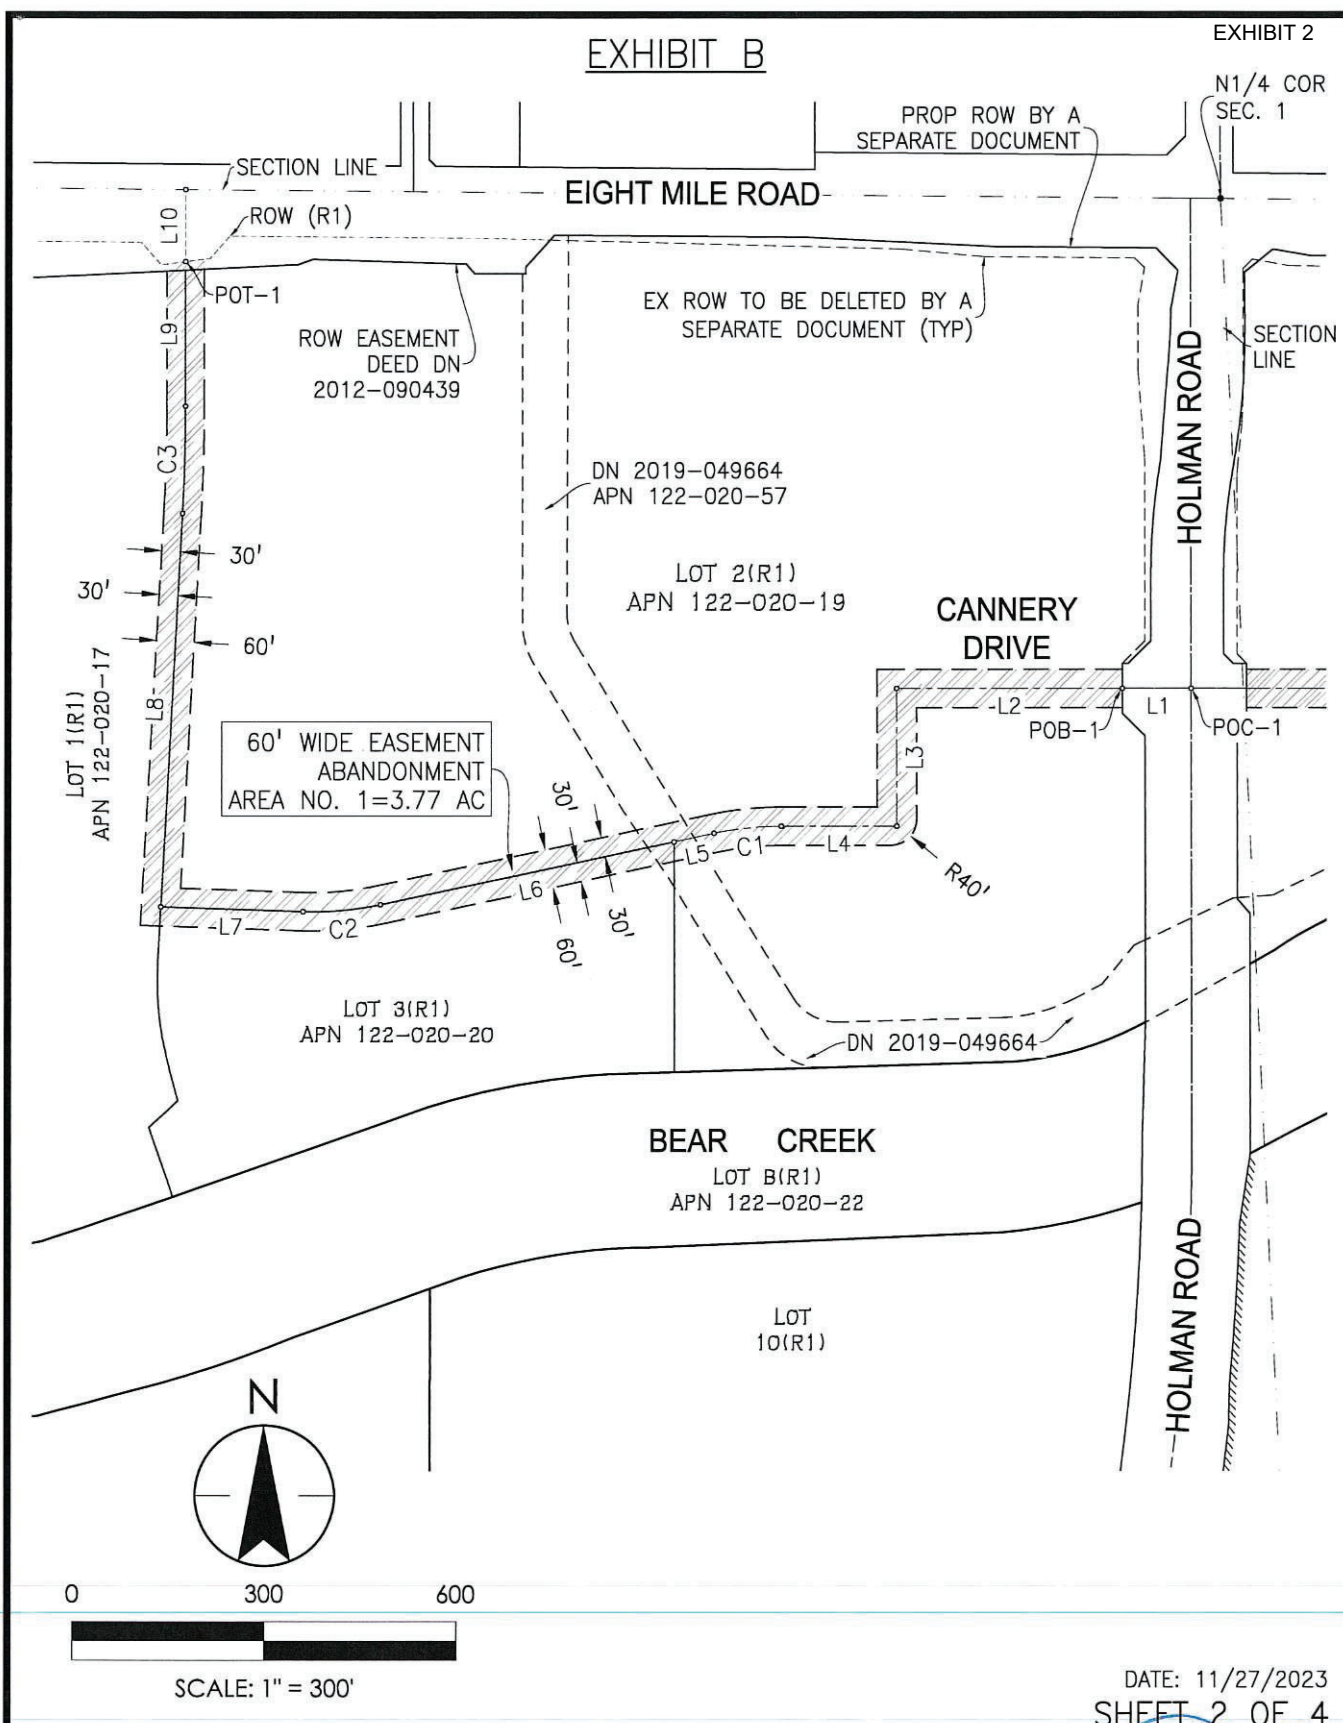 EXHIBIT 2
EXHIBIT B
N1/4 COR
SEC. 1
PROP ROW BY A
SEPARATE DOCUMENT
SECTION LINE
EIGHT MILE ROAD
L10
ROW (R1)
POT-1
EX ROW TO BE DELETED BY A
SEPARATE DOCUMENT (TYP)
ROW EASEMENT
DEED DN
2012-090439
L9
SECTION
LINE
HOLMAN ROAD
C3
DN 2019-049664
APN 122-020-57
30'
30'
60'
LOT 2(R1)
APN 122-020-19
CANNERY
DRIVE
LOT 1(R1)
APN 122-020-17
L8
L2
L1
POB-1
POC-1
L3
60' WIDE EASEMENT
ABANDONMENT
AREA NO. 1=3.77 AC
30'
L5
C1
L4
R40'
L6
30'
60'
L7
C2
LOT 3(R1)
APN 122-020-20
DN 2019-049664
BEAR CREEK
LOT B(R1)
APN 122-020-22
HOLMAN ROAD
LOT
10(R1)
N
0 300 600
SCALE: 1" = 300'
DATE: 11/27/2023
SHEET 2 OF 4